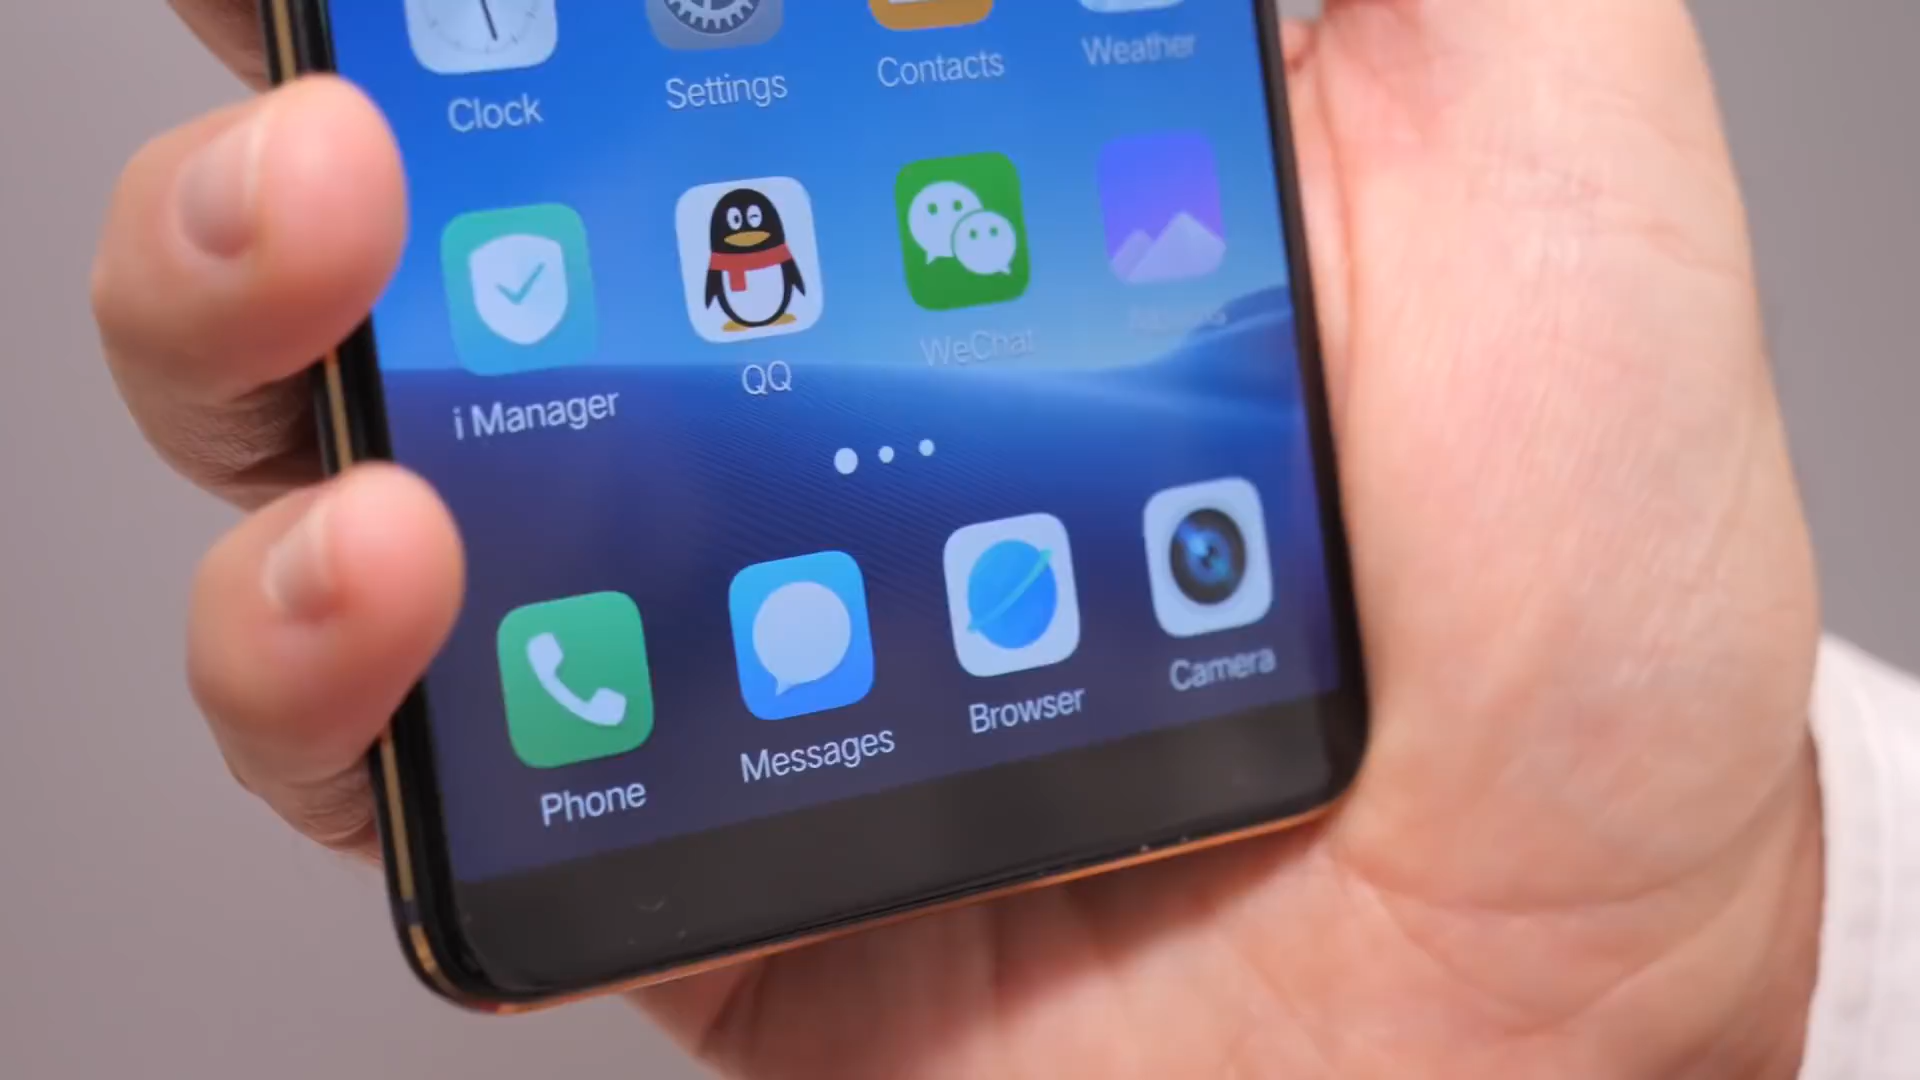 Clock
Settings
Contacts
Weather
i Manager
QQ
WeChat
Phone
Messages
Browser
Camera